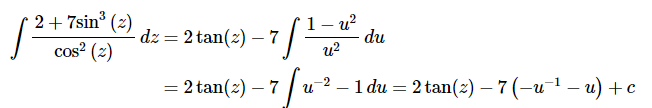 ∫ (2 + 7sin³ (z)) / (cos² (z)) dz = 2 tan(z) − 7 ∫ (1 − u²) / (u²) du
= 2 tan(z) − 7 ∫ u⁻² − 1 du = 2 tan(z) − 7 (−u⁻¹ − u) + c